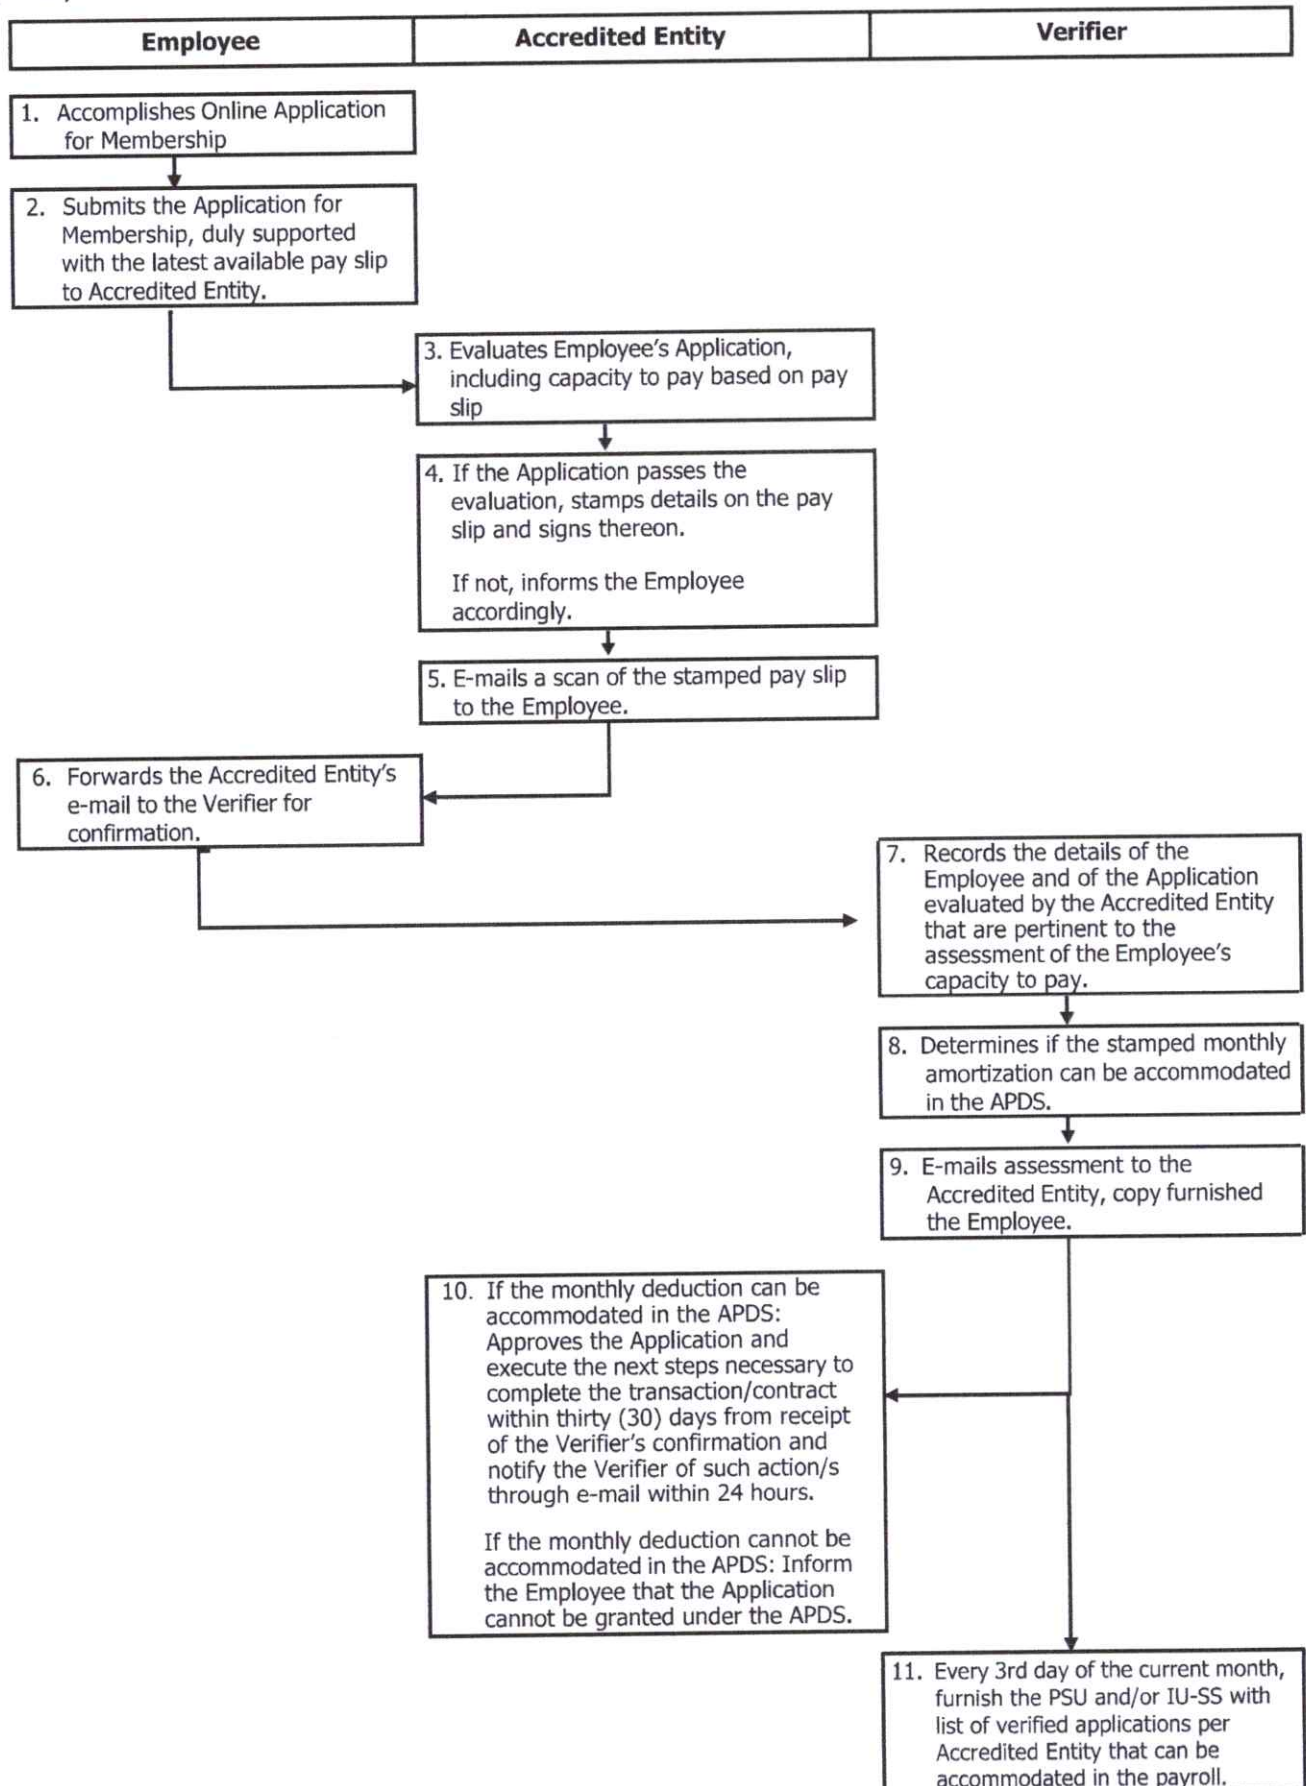 Employee
Accredited Entity
Verifier
1. Accomplishes Online Application
for Membership
2. Submits the Application for
Membership, duly supported
with the latest available pay slip
to Accredited Entity.
3. Evaluates Employee's Application,
including capacity to pay based on pay
slip
4. If the Application passes the
evaluation, stamps details on the pay
slip and signs thereon.
If not, informs the Employee
accordingly.
5. E-mails a scan of the stamped pay slip
to the Employee.
6. Forwards the Accredited Entity's
e-mail to the Verifier for
confirmation.
7. Records the details of the
Employee and of the Application
evaluated by the Accredited Entity
that are pertinent to the
assessment of the Employee's
capacity to pay.
8. Determines if the stamped monthly
amortization can be accommodated
in the APDS.
9. E-mails assessment to the
Accredited Entity, copy furnished
the Employee.
10. If the monthly deduction can be
accommodated in the APDS:
Approves the Application and
execute the next steps necessary to
complete the transaction/contract
within thirty (30) days from receipt
of the Verifier's confirmation and
notify the Verifier of such action/s
through e-mail within 24 hours.
If the monthly deduction cannot be
accommodated in the APDS: Inform
the Employee that the Application
cannot be granted under the APDS.
11. Every 3rd day of the current month,
furnish the PSU and/or IU-SS with
list of verified applications per
Accredited Entity that can be
accommodated in the payroll.